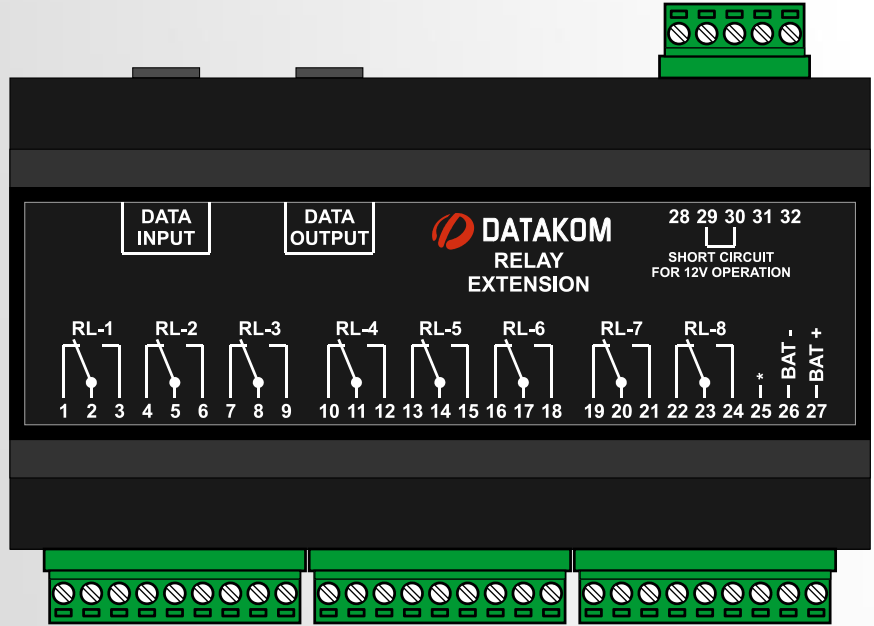 DATA
INPUT
DATA
OUTPUT
DATAKOM
RELAY
EXTENSION
28 29 30 31 32
SHORT CIRCUIT
FOR 12V OPERATION
RL-1 RL-2 RL-3 RL-4 RL-5 RL-6 RL-7 RL-8
* BAT - BAT +
1 2 3 4 5 6 7 8 9 10 11 12 13 14 15 16 17 18 19 20 21 22 23 24 25 26 27